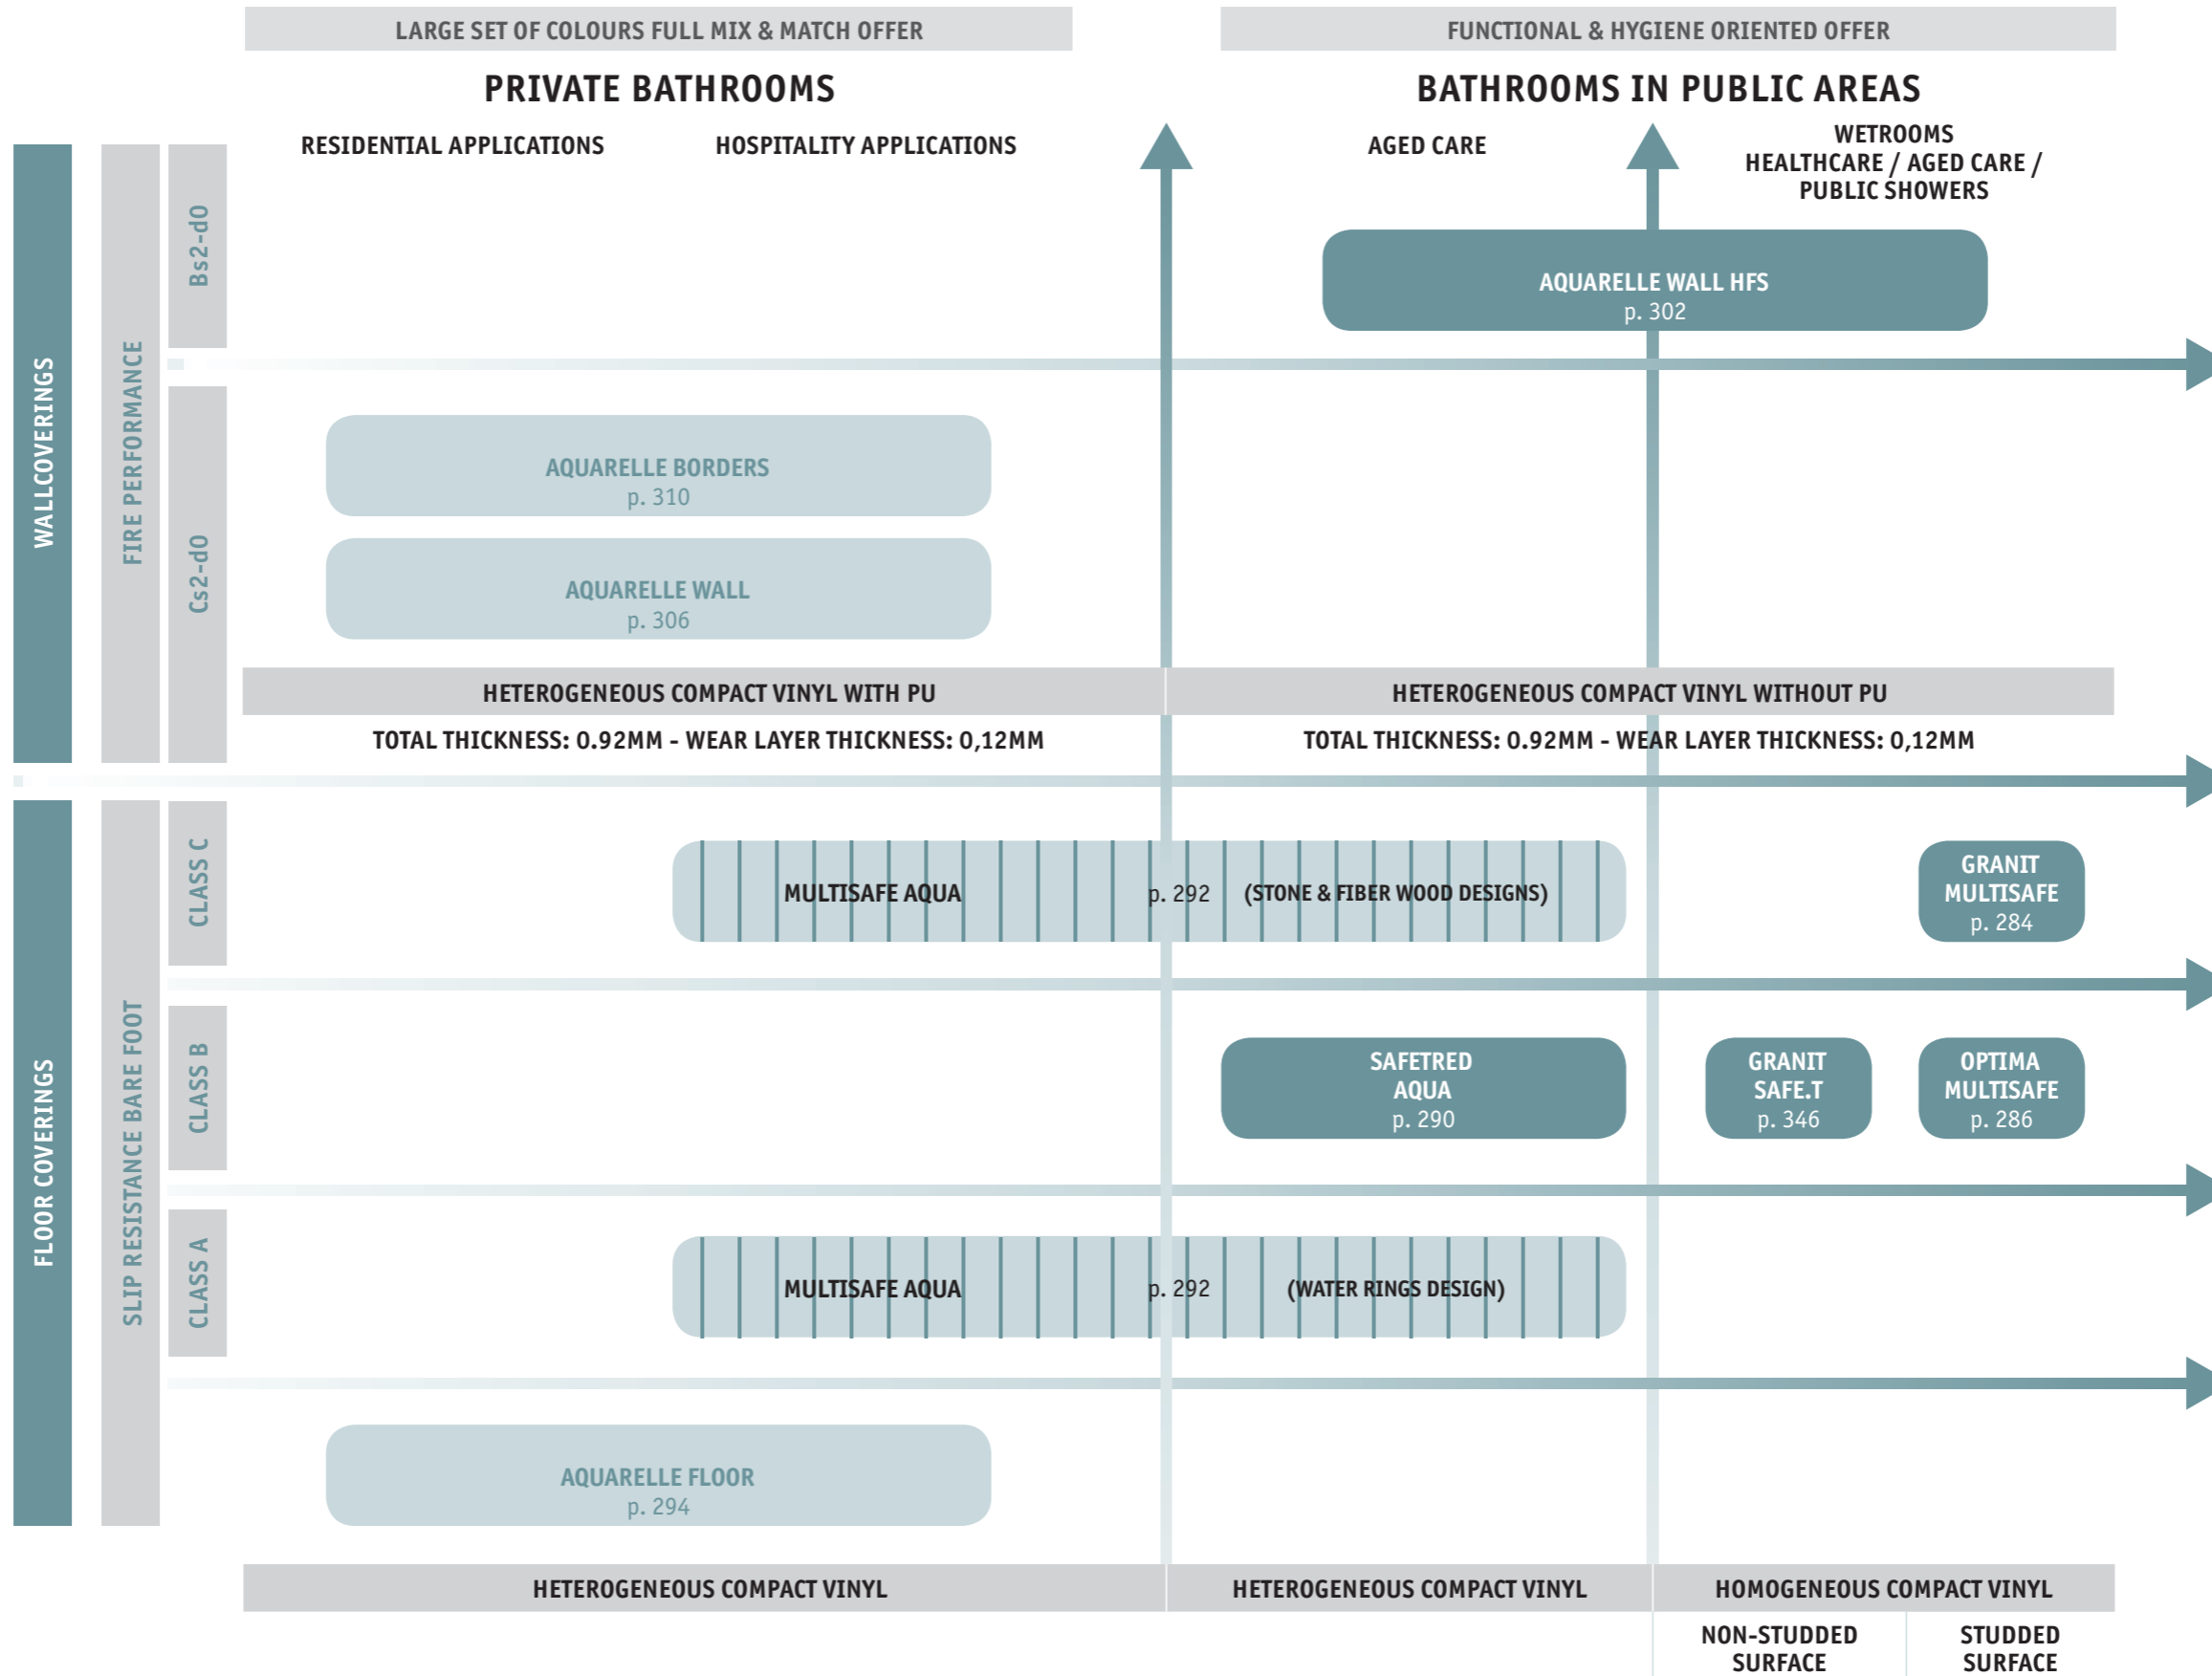 LARGE SET OF COLOURS FULL MIX & MATCH OFFER
FUNCTIONAL & HYGIENE ORIENTED OFFER
PRIVATE BATHROOMS
BATHROOMS IN PUBLIC AREAS
RESIDENTIAL APPLICATIONS
HOSPITALITY APPLICATIONS
AGED CARE
WETROOMS
HEALTHCARE / AGED CARE /
PUBLIC SHOWERS
WALLCOVERINGS
FIRE PERFORMANCE
Bs2-d0
AQUARELLE WALL HFS
p. 302
Cs2-d0
AQUARELLE BORDERS
p. 310
AQUARELLE WALL
p. 306
HETEROGENEOUS COMPACT VINYL WITH PU
HETEROGENEOUS COMPACT VINYL WITHOUT PU
TOTAL THICKNESS: 0.92MM - WEAR LAYER THICKNESS: 0,12MM
TOTAL THICKNESS: 0.92MM - WEAR LAYER THICKNESS: 0,12MM
FLOOR COVERINGS
SLIP RESISTANCE BARE FOOT
CLASS C
MULTISAFE AQUA p. 292 (STONE & FIBER WOOD DESIGNS)
GRANIT
MULTISAFE
p. 284
CLASS B
SAFETRED
AQUA
p. 290
GRANIT
SAFE.T
p. 346
OPTIMA
MULTISAFE
p. 286
CLASS A
MULTISAFE AQUA p. 292 (WATER RINGS DESIGN)
AQUARELLE FLOOR
p. 294
HETEROGENEOUS COMPACT VINYL
HETEROGENEOUS COMPACT VINYL
HOMOGENEOUS COMPACT VINYL
NON-STUDDED
SURFACE
STUDDED
SURFACE